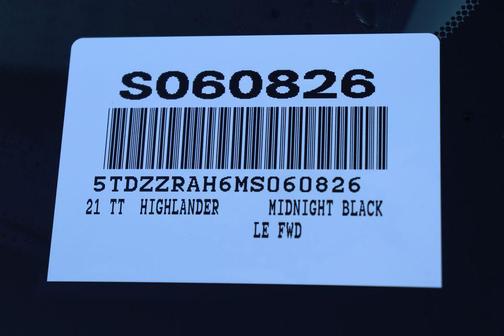 S060826
5TDZZRAH6MS060826
21 TT HIGHLANDER MIDNIGHT BLACK
LE FWD